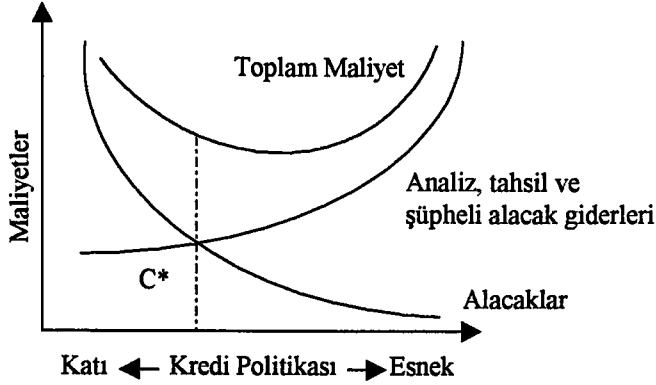 Toplam Maliyet
Maliyetler
Analiz, tahsil ve
şüpheli alacak giderleri
C*
Alacaklar
Katı Kredi Politikası Esnek